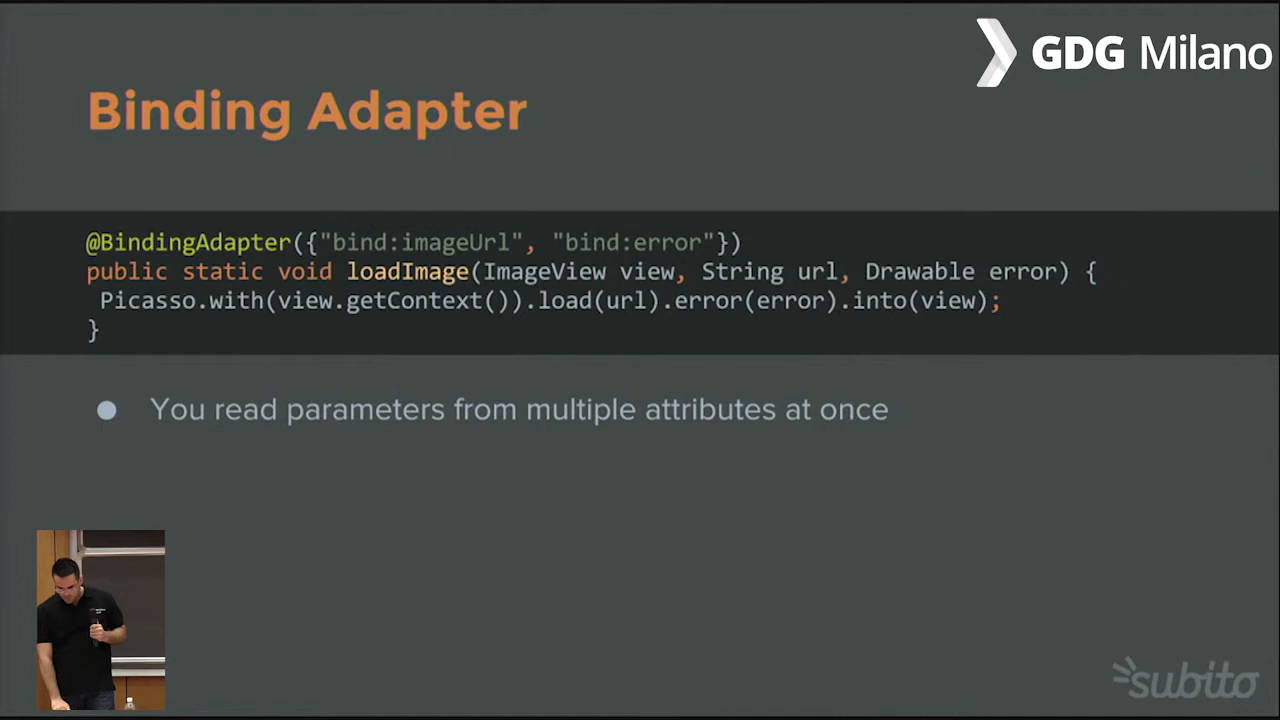 GDG Milano
Binding Adapter
@BindingAdapter({"bind:imageUrl", "bind:error"})
public static void loadImage(ImageView view, String url, Drawable error) {
Picasso.with(view.getContext()).load(url).error(error).into(view);
}
You read parameters from multiple attributes at once
subito